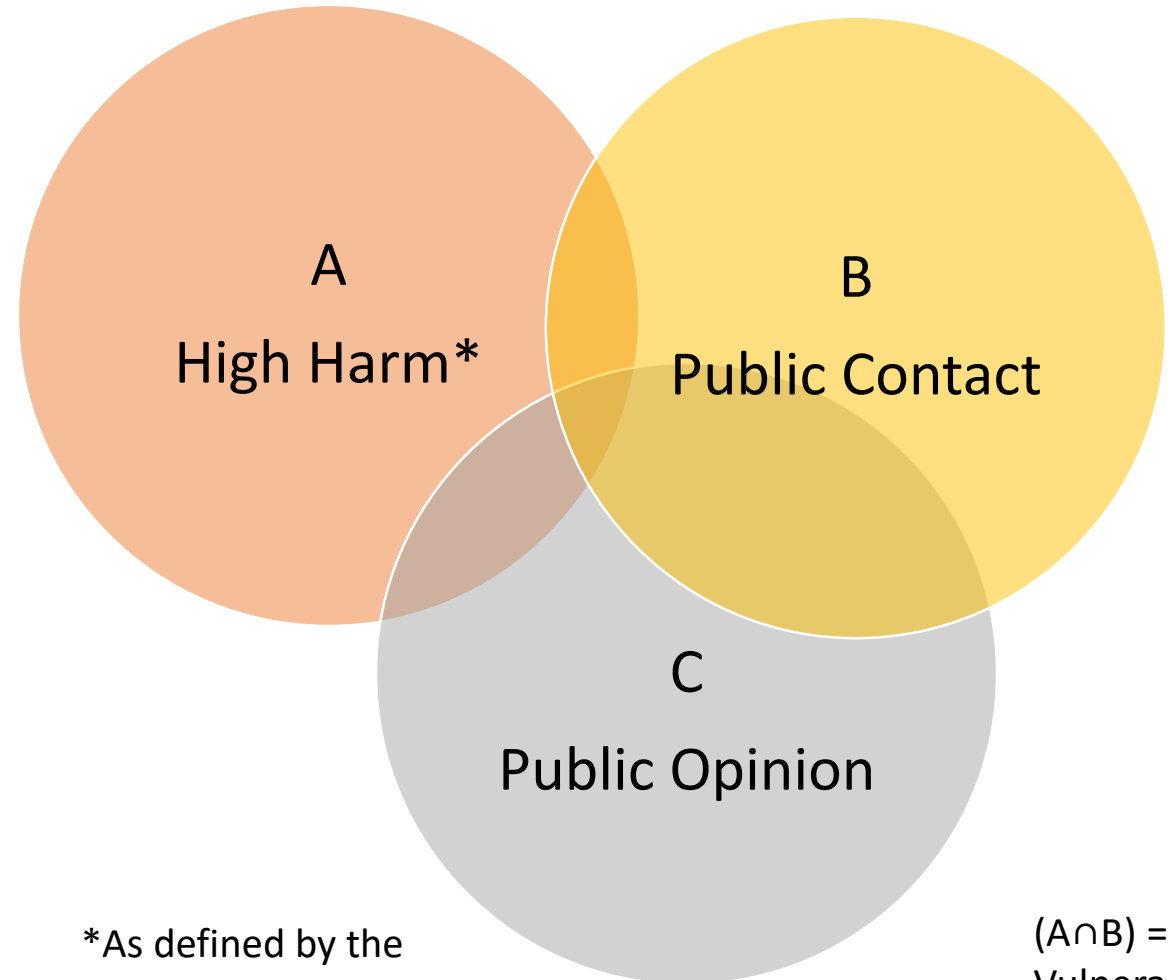 A
High Harm*
B
Public Contact
C
Public Opinion
*As defined by the
(A∩B) =